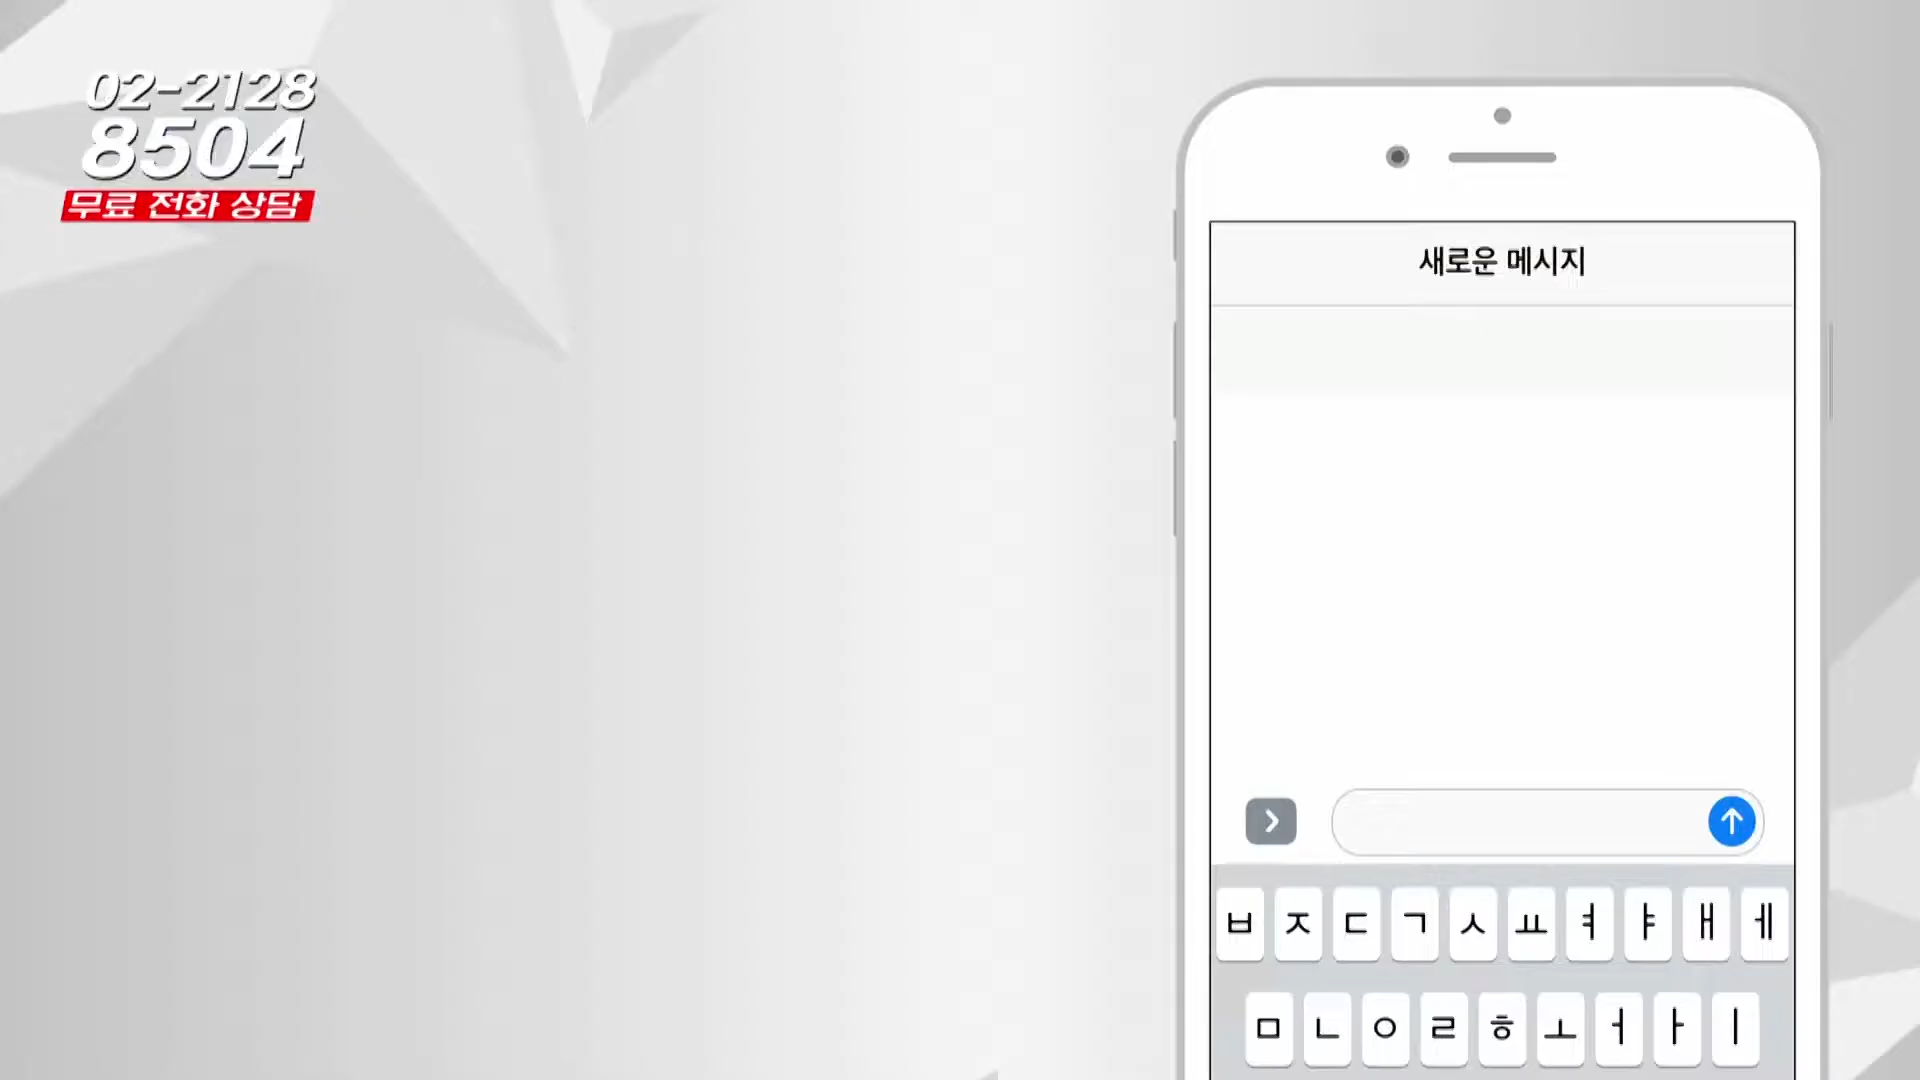 02-2128
8504
무료 전화 상담
새로운 메시지
ㅂ ㅈ ㄷ ㄱ ㅅ ㅛ ㅕ ㅑ ㅐ ㅔ
ㅁ ㄴ ㅇ ㄹ ㅎ ㅗ ㅓ ㅏ ㅣ